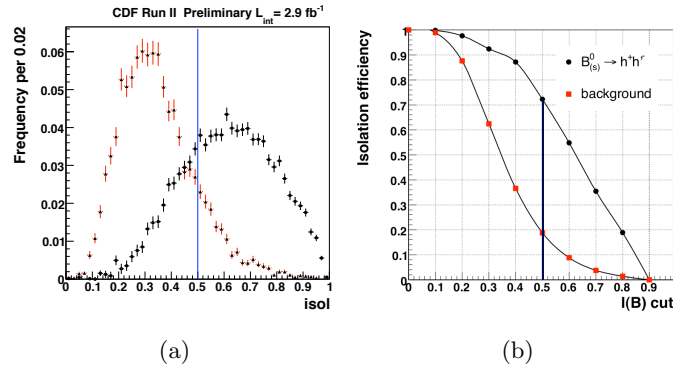 CDF Run II Preliminary L_int = 2.9 fb⁻¹
Frequency per 0.02
0.06
0.05
0.04
0.03
0.02
0.01
0
0 0.1 0.2 0.3 0.4 0.5 0.6 0.7 0.8 0.9 1
isol
(a)
Isolation efficiency
1
0.9
0.8
0.7
0.6
0.5
0.4
0.3
0.2
0.1
0
0 0.1 0.2 0.3 0.4 0.5 0.6 0.7 0.8 0.9
I(B) cut
B⁰₍s₎ → h⁺h'⁻
background
(b)